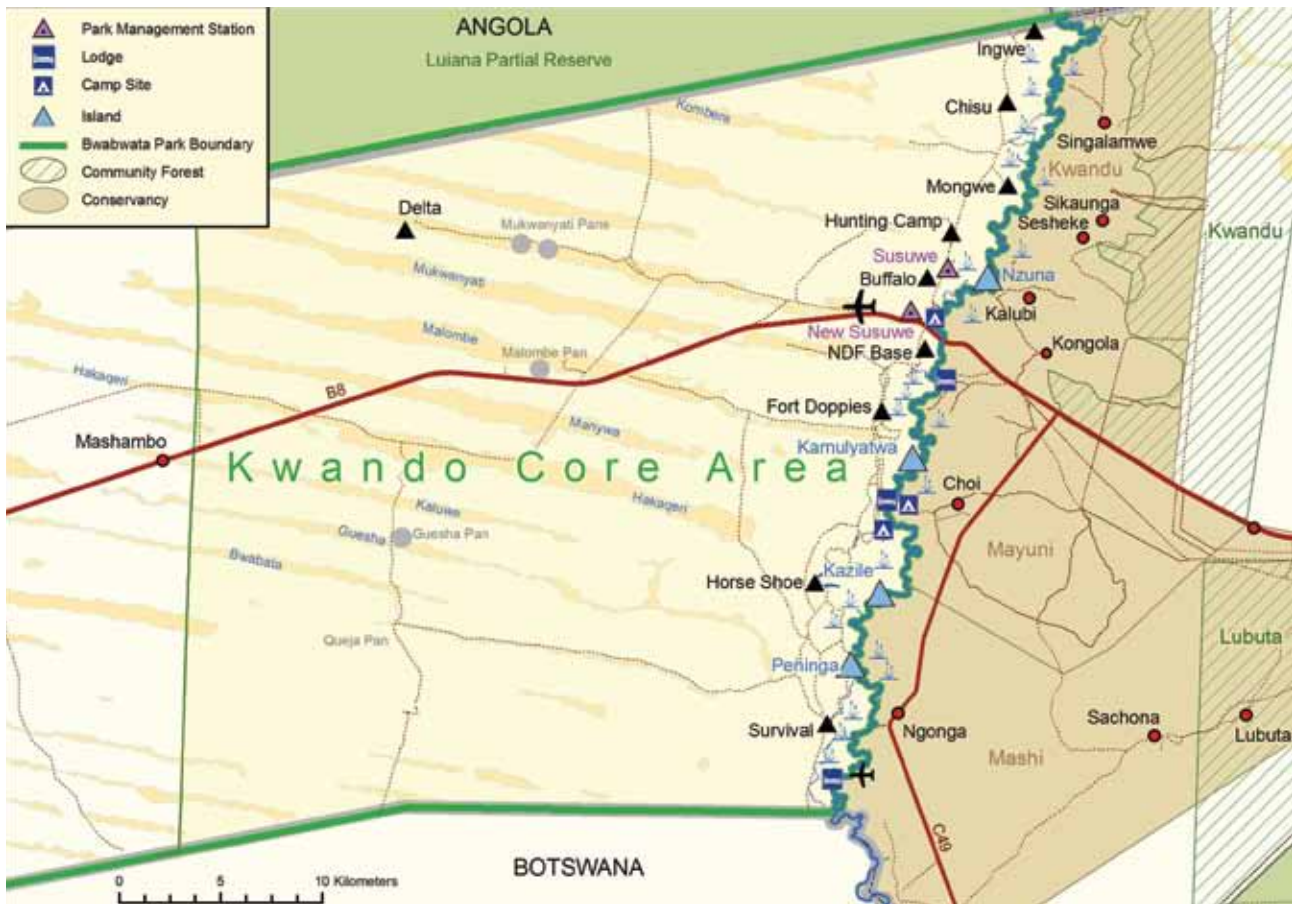 Park Management Station
Lodge
Camp Site
Island
Bwabwata Park Boundary
Community Forest
Conservancy
ANGOLA
Luiana Partial Reserve
Ingwe
Kombera
Chisu
Singalamwe
Kwandu
Mongwe
Delta
Mukwanyati Pans
Hunting Camp
Sikaunga
Sesheke
Kwandu
Susuwe
Mukwanyati
Buffalo
Nzuna
Kalubi
New Susuwe
Malombe
NDF Base
Kongola
Malombe Pan
Hakaqeri
B8
Fort Doppies
Manywa
Mashambo
Kamulyatwa
Kwando Core Area
Choi
Hakaqeri
Kaluwe
Guesha
Guesha Pan
Mayuni
Bwabata
Horse Shoe
Kazile
Queja Pan
Lubuta
Peñinga
Survival
Ngonga
Sachona
Lubuta
Mashi
C49
BOTSWANA
0 5 10 Kilometers